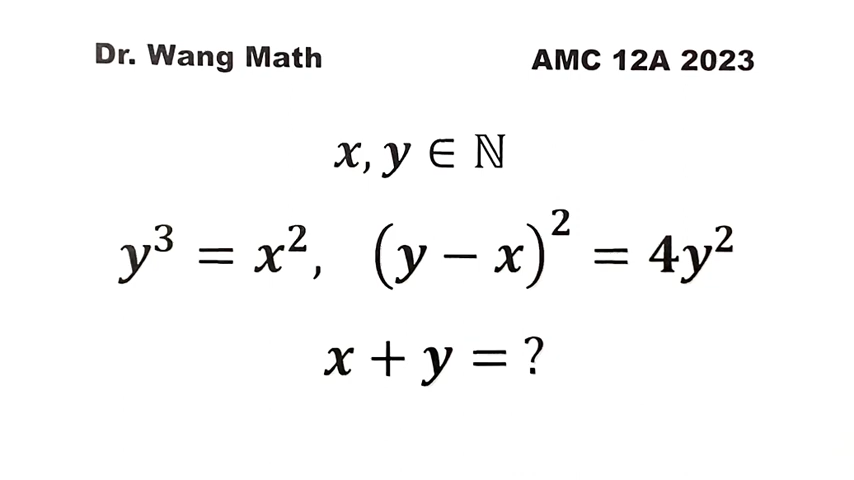 Dr. Wang Math
AMC 12A 2023
x, y ∈ ℕ
y³ = x², (y − x)² = 4y²
x + y = ?